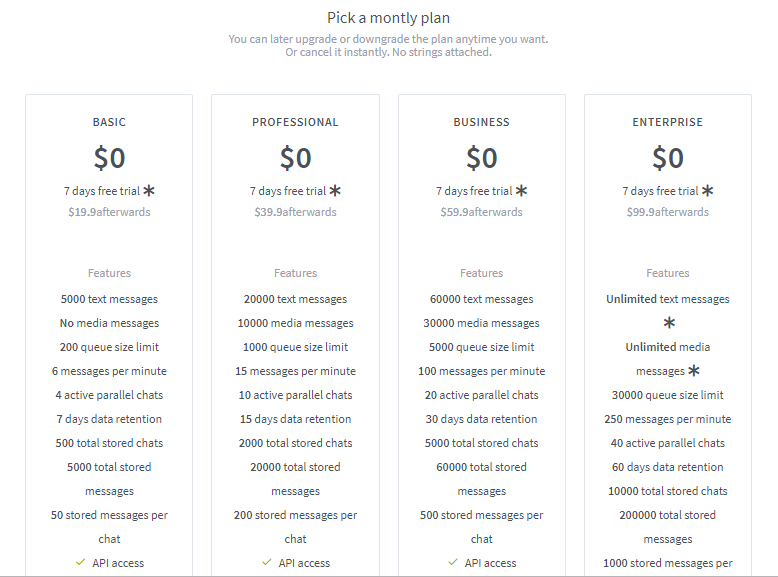 Pick a montly plan
You can later upgrade or downgrade the plan anytime you want.
Or cancel it instantly. No strings attached.
BASIC
$0
7 days free trial *
$19.9afterwards
Features
5000 text messages
No media messages
200 queue size limit
6 messages per minute
4 active parallel chats
7 days data retention
500 total stored chats
5000 total stored
messages
50 stored messages per
chat
✓ API access
PROFESSIONAL
$0
7 days free trial *
$39.9afterwards
Features
20000 text messages
10000 media messages
1000 queue size limit
15 messages per minute
10 active parallel chats
15 days data retention
2000 total stored chats
20000 total stored
messages
200 stored messages per
chat
✓ API access
BUSINESS
$0
7 days free trial *
$59.9afterwards
Features
60000 text messages
30000 media messages
5000 queue size limit
100 messages per minute
20 active parallel chats
30 days data retention
5000 total stored chats
60000 total stored
messages
500 stored messages per
chat
✓ API access
ENTERPRISE
$0
7 days free trial *
$99.9afterwards
Features
Unlimited text messages
*
Unlimited media
messages *
30000 queue size limit
250 messages per minute
40 active parallel chats
60 days data retention
10000 total stored chats
200000 total stored
messages
1000 stored messages per